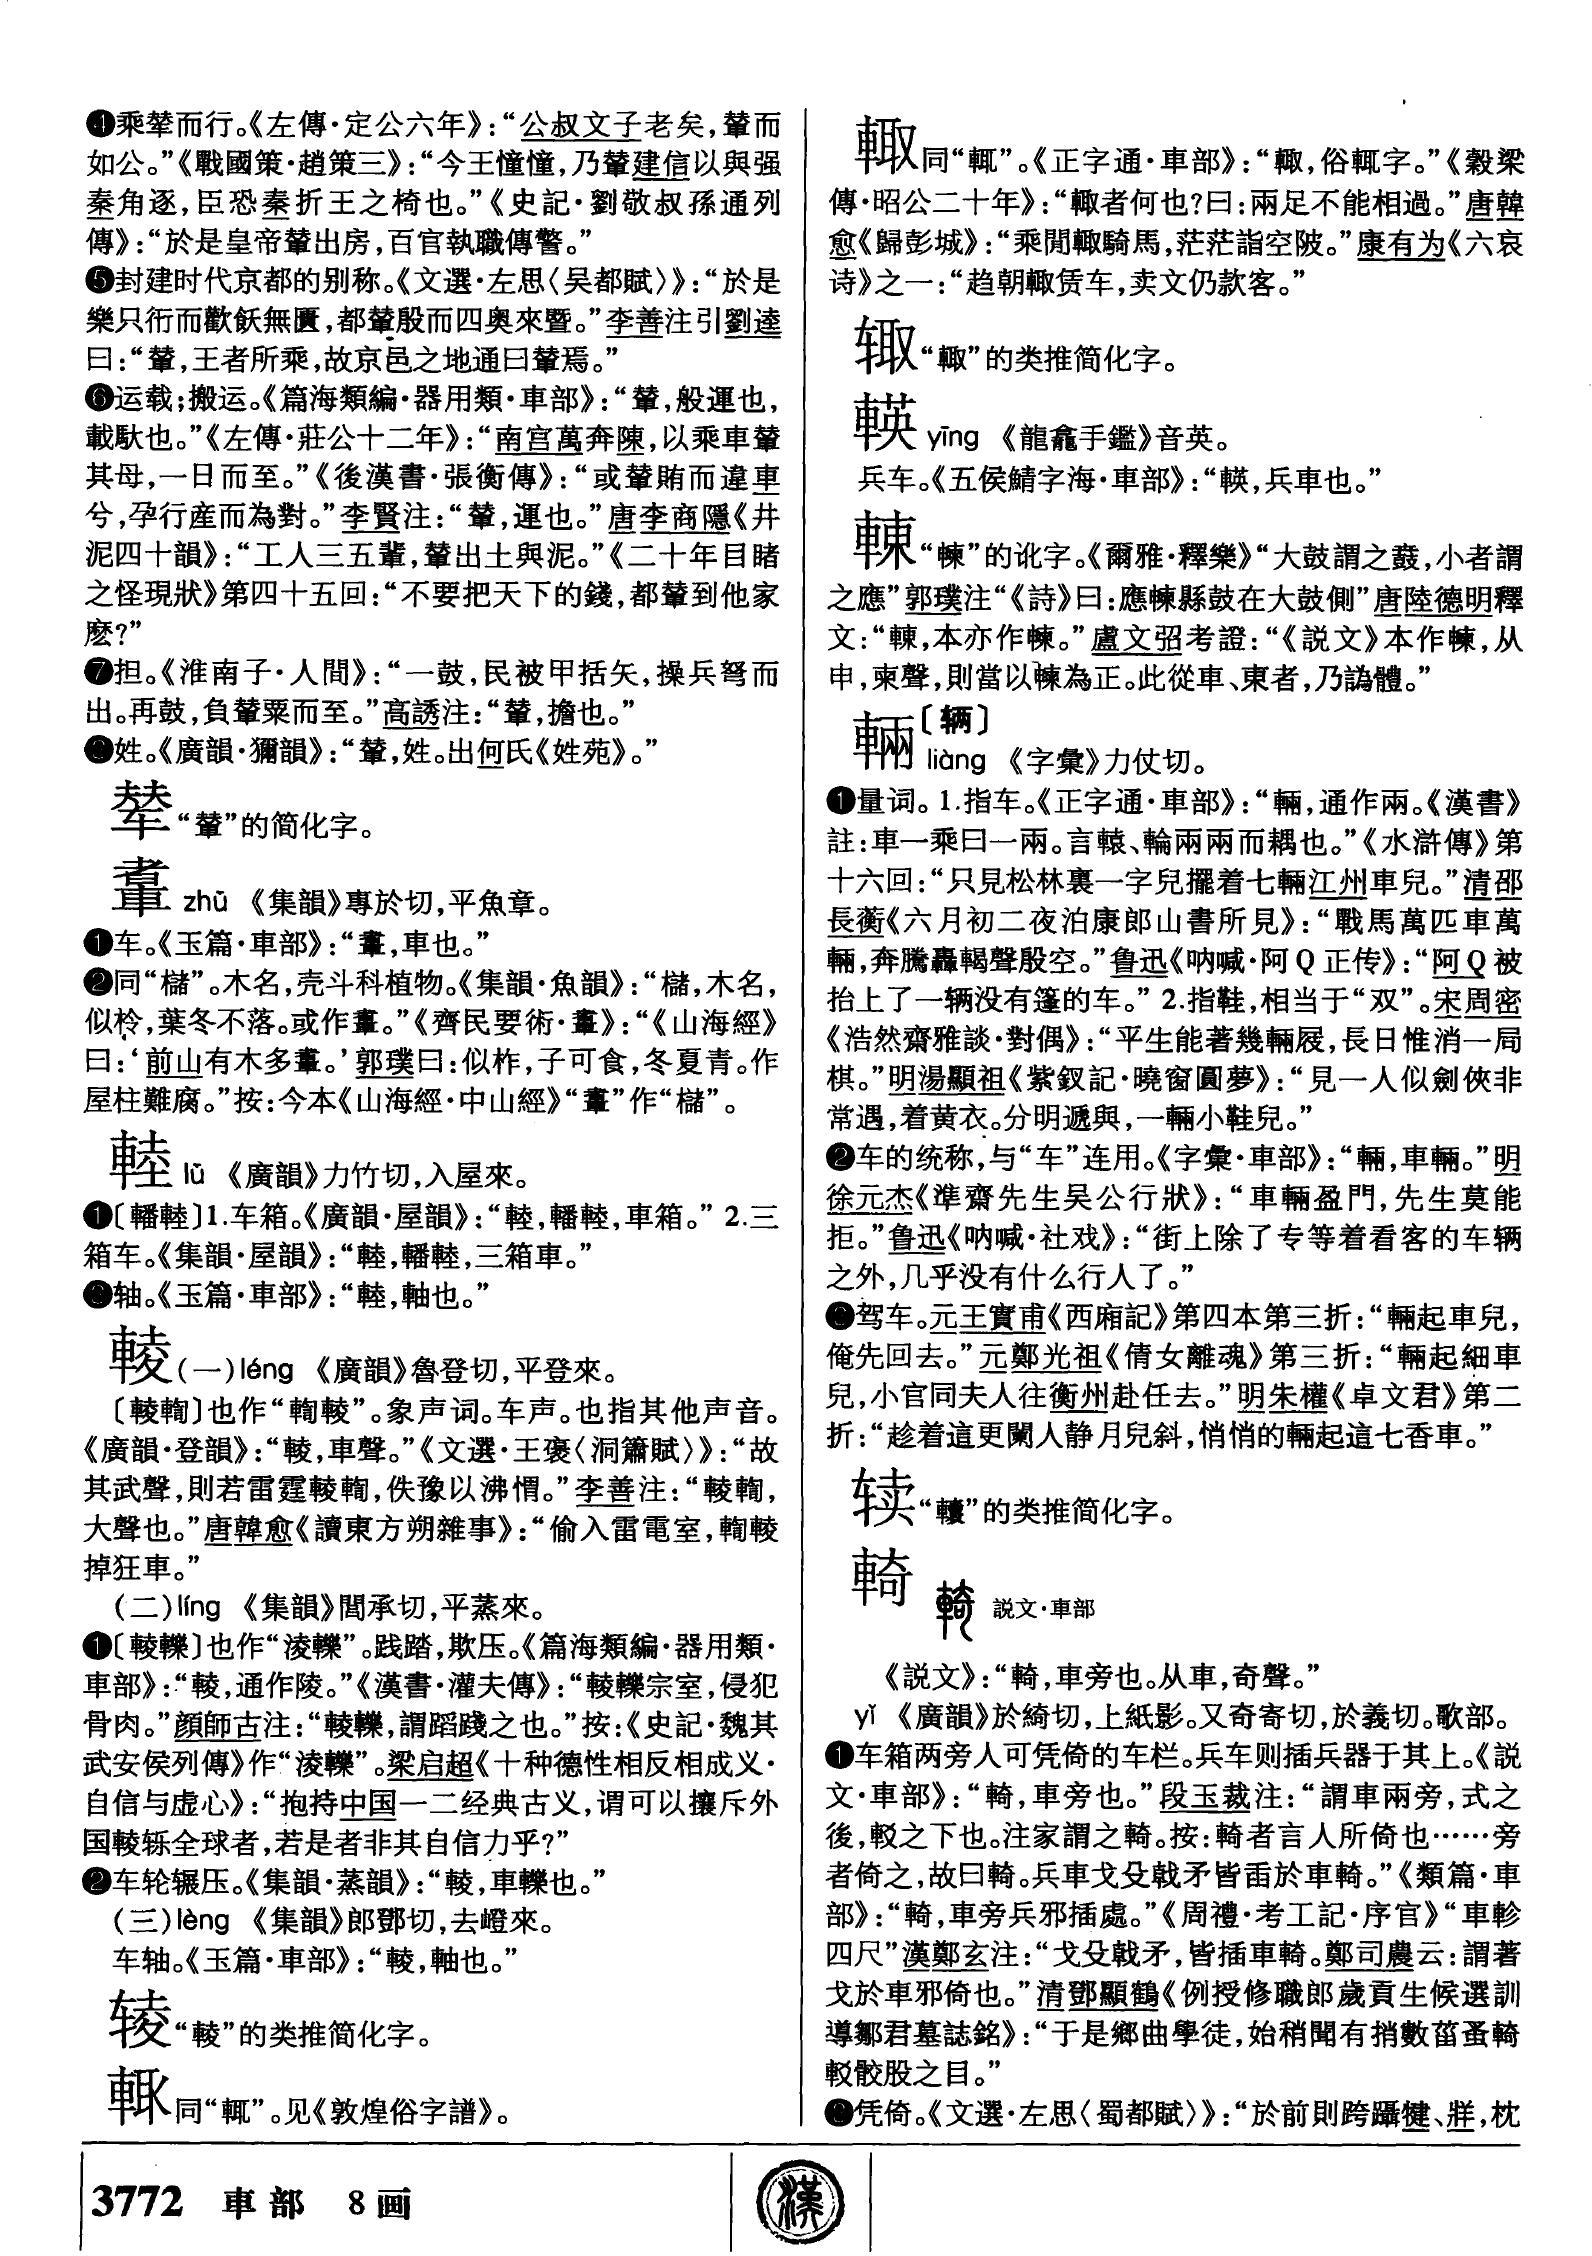 ❹乘輦而行。《左傳·定公六年》：“公叔文子老矣，輦而
如公。”《戰國策·趙策三》：“今王憧憧，乃輦建信以與强
秦角逐，臣恐秦折王之椅也。”《史記·劉敬叔孫通列
傳》：“於是皇帝輦出房，百官執職傳警。”
❺封建时代京都的别称。《文選·左思〈吴都賦〉》：“於是
樂只衎而歡飫無匱，都輦殷而四奥來暨。”李善注引劉逵
曰：“輦，王者所乘，故京邑之地通曰輦焉。”
❻运载；搬运。《篇海類編·器用類·車部》：“輦，般運也，
載馱也。”《左傳·莊公十二年》：“南宫萬奔陳，以乘車輦
其母，一日而至。”《後漢書·張衡傳》：“或輦賄而違車
兮，孕行産而為對。”李賢注：“輦，運也。”唐李商隱《井
泥四十韻》：“工人三五輩，輦出土與泥。”《二十年目睹
之怪現狀》第四十五回：“不要把天下的錢，都輦到他家
麽?”
❼担。《淮南子·人間》：“一鼓，民被甲括矢，操兵弩而
出。再鼓，負輦粟而至。”高誘注：“輦，擔也。”
❽姓。《廣韻·獮韻》：“輦，姓。出何氏《姓苑》。”
辇“輦”的简化字。
zhū 《集韻》專於切，平魚章。
❶车。《玉篇·車部》：“，車也。”
❷同“櫧”。木名，壳斗科植物。《集韻·魚韻》：“櫧，木名，
似柃，葉冬不落。或作。”《齊民要術·》：“《山海經》
曰：‘前山有木多。’郭璞曰：似柞，子可食，冬夏青。作
屋柱難腐。”按：今本《山海經·中山經》“”作“櫧”。
䡜lù 《廣韻》力竹切，入屋來。
❶〔轓䡜〕1.车箱。《廣韻·屋韻》：“䡜，轓䡜，車箱。” 2.三
箱车。《集韻·屋韻》：“䡜，轓䡜，三箱車。”
❷轴。《玉篇·車部》：“䡜，軸也。”
輘(一)léng 《廣韻》魯登切，平登來。
〔輘輷〕也作“輷輘”。象声词。车声。也指其他声音。
《廣韻·登韻》：“輘，車聲。”《文選·王褒〈洞簫賦〉》：“故
其武聲，則若雷霆輘輷，佚豫以沸㥜。”李善注：“輘輷，
大聲也。”唐韓愈《讀東方朔雜事》：“偷入雷電室，輷輘
掉狂車。”
(二)líng 《集韻》閭承切，平蒸來。
❶〔輘轢〕也作“淩轢”。践踏，欺压。《篇海類編·器用類·
車部》：“輘，通作陵。”《漢書·灌夫傳》：“輘轢宗室，侵犯
骨肉。”顔師古注：“輘轢，謂蹈踐之也。”按：《史記·魏其
武安侯列傳》作“淩轢”。梁启超《十种德性相反相成义·
自信与虚心》：“抱持中国一二经典古义，谓可以攘斥外
国輘轹全球者，若是者非其自信力乎?”
❷车轮辗压。《集韻·蒸韻》：“輘，車轢也。”
(三)lèng 《集韻》郎鄧切，去嶝來。
车轴。《玉篇·車部》：“輘，軸也。”
“輘”的类推简化字。
同“輒”。见《敦煌俗字譜》。
輙同“輒”。《正字通·車部》：“輙，俗輒字。”《穀梁
傳·昭公二十年》：“輙者何也?曰：兩足不能相過。”唐韓
愈《歸彭城》：“乘閒輙騎馬，茫茫詣空陂。”康有为《六哀
诗》之一：“趋朝輙赁车，卖文仍款客。”
“輙”的类推简化字。
yīng 《龍龕手鑑》音英。
兵车。《五侯鯖字海·車部》：“，兵車也。”
“朄”的讹字。《爾雅·釋樂》“大鼓謂之鼖，小者謂
之應”郭璞注“《詩》曰：應朄縣鼓在大鼓側”唐陸德明釋
文：“，本亦作朄。”盧文弨考證：“《説文》本作朄，从
申，柬聲，則當以朄為正。此從車、東者，乃譌體。”
輛〔辆〕
liàng 《字彙》力仗切。
❶量词。1.指车。《正字通·車部》：“輛，通作兩。《漢書》
註：車一乘曰一兩。言轅、輪兩兩而耦也。”《水滸傳》第
十六回：“只見松林裏一字兒擺着七輛江州車兒。”清邵
長蘅《六月初二夜泊康郎山書所見》：“戰馬萬匹車萬
輛，奔騰轟輵聲殷空。”鲁迅《呐喊·阿Q正传》：“阿Q被
抬上了一辆没有篷的车。” 2.指鞋，相当于“双”。宋周密
《浩然齋雅談·對偶》：“平生能著幾輛屐，長日惟消一局
棋。”明湯顯祖《紫釵記·曉窗圓夢》：“見一人似劍俠非
常遇，着黄衣。分明遞與，一輛小鞋兒。”
❷车的统称，与“车”连用。《字彙·車部》：“輛，車輛。”明
徐元杰《準齋先生吴公行狀》：“車輛盈門，先生莫能
拒。”鲁迅《呐喊·社戏》：“街上除了专等着看客的车辆
之外，几乎没有什么行人了。”
❸驾车。元王實甫《西廂記》第四本第三折：“輛起車兒，
俺先回去。”元鄭光祖《倩女離魂》第三折：“輛起細車
兒，小官同夫人往衡州赴任去。”明朱權《卓文君》第二
折：“趁着這更闌人静月兒斜，悄悄的輛起這七香車。”
“轒”的类推简化字。
輢 説文·車部
《説文》：“輢，車旁也。从車，奇聲。”
yǐ 《廣韻》於綺切，上紙影。又奇寄切，於義切。歌部。
❶车箱两旁人可凭倚的车栏。兵车则插兵器于其上。《説
文·車部》：“輢，車旁也。”段玉裁注：“謂車兩旁，式之
後，較之下也。注家謂之輢。按：輢者言人所倚也……旁
者倚之，故曰輢。兵車戈殳戟矛皆臿於車輢。”《類篇·車
部》：“輢，車旁兵邪插處。”《周禮·考工記·序官》“車軫
四尺”漢鄭玄注：“戈殳戟矛，皆插車輢。鄭司農云：謂著
戈於車邪倚也。”清鄧顯鶴《例授修職郎歲貢生候選訓
導鄒君墓誌銘》：“于是鄉曲學徒，始稍聞有捎數菑蚤輢
較骹股之目。”
❷凭倚。《文選·左思〈蜀都賦〉》：“於前則跨躡犍、牂，枕
3772 車部 8画
漢